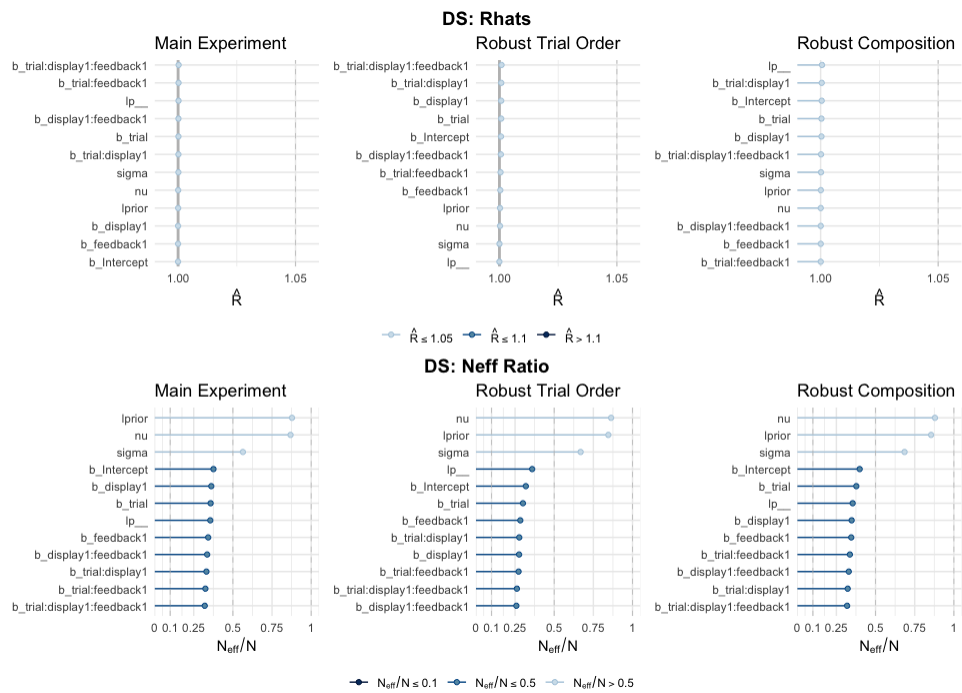 DS: Rhats
Main Experiment
b_trial:display1:feedback1
b_trial:feedback1
lp__
b_display1:feedback1
b_trial
b_trial:display1
sigma
nu
lprior
b_display1
b_feedback1
b_Intercept
1.00 1.05
R̂
Robust Trial Order
b_trial:display1:feedback1
b_trial:display1
b_display1
b_trial
b_Intercept
b_display1:feedback1
b_trial:feedback1
b_feedback1
lprior
nu
sigma
lp__
1.00 1.05
R̂
Robust Composition
lp__
b_trial:display1
b_Intercept
b_trial
b_display1
b_trial:display1:feedback1
sigma
lprior
nu
b_display1:feedback1
b_feedback1
b_trial:feedback1
1.00 1.05
R̂
R̂ ≤ 1.05 R̂ ≤ 1.1 R̂ > 1.1
DS: Neff Ratio
Main Experiment
lprior
nu
sigma
b_Intercept
b_display1
b_trial
lp__
b_feedback1
b_display1:feedback1
b_trial:display1
b_trial:feedback1
b_trial:display1:feedback1
0 0.1 0.25 0.5 0.75 1
Neff/N
Robust Trial Order
nu
lprior
sigma
lp__
b_Intercept
b_trial
b_feedback1
b_trial:display1
b_display1
b_trial:feedback1
b_trial:display1:feedback1
b_display1:feedback1
0 0.1 0.25 0.5 0.75 1
Neff/N
Robust Composition
nu
lprior
sigma
b_Intercept
b_trial
lp__
b_display1
b_feedback1
b_trial:feedback1
b_display1:feedback1
b_trial:display1
b_trial:display1:feedback1
0 0.1 0.25 0.5 0.75 1
Neff/N
Neff/N ≤ 0.1 Neff/N ≤ 0.5 Neff/N > 0.5